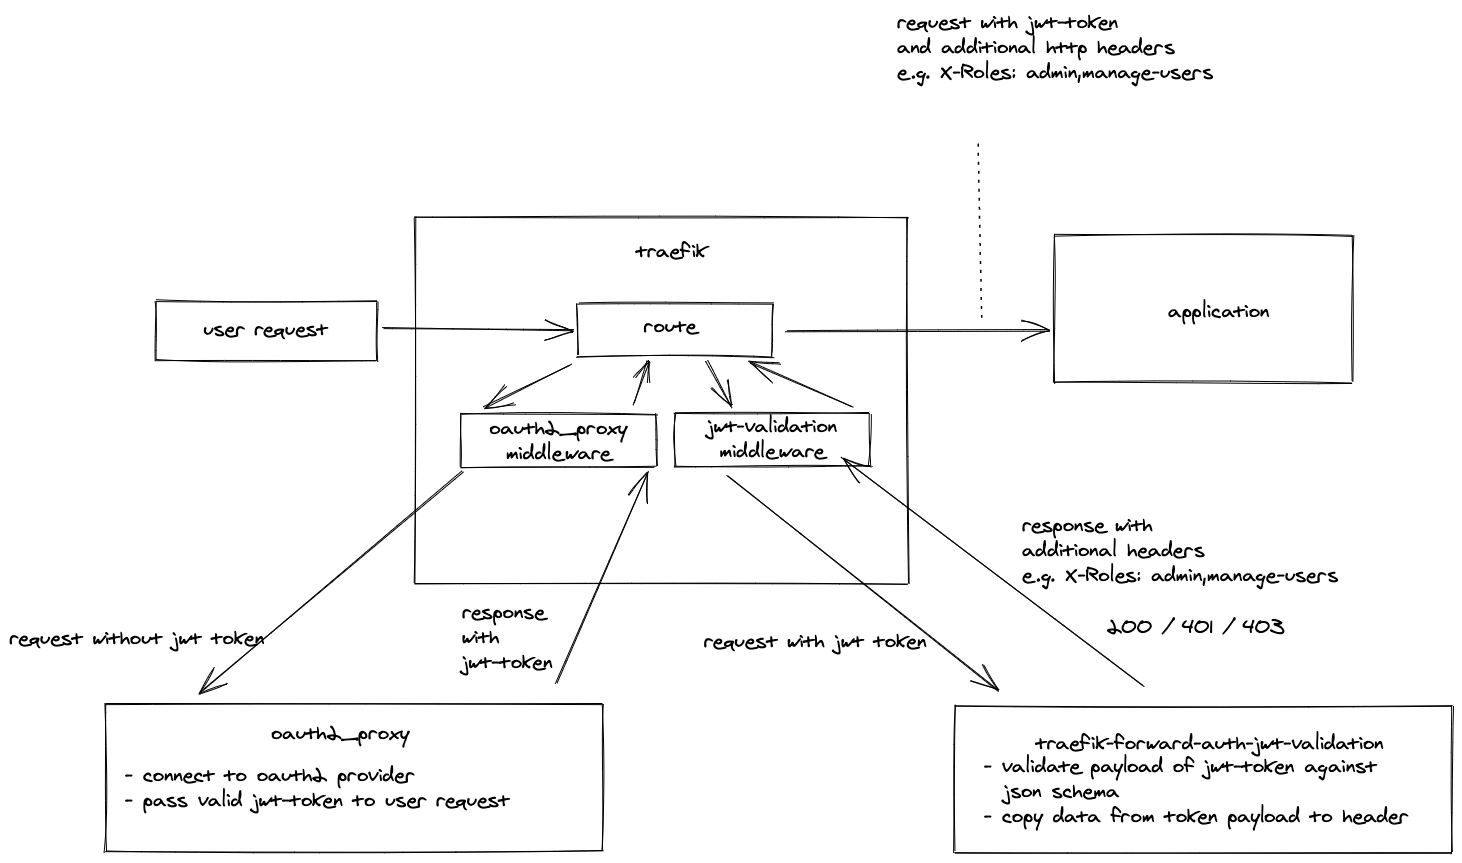 request with jwt-token
and additional http headers
e.g. X-Roles: admin,manage-users
traefik
user request
route
application
oauth2_proxy
middleware
jwt-validation
middleware
response with
additional headers
e.g. X-Roles: admin,manage-users
200 / 401 / 403
request without jwt token
response
with
jwt-token
request with jwt token
oauth2_proxy
- connect to oauth2 provider
- pass valid jwt-token to user request
traefik-forward-auth-jwt-validation
- validate payload of jwt-token against
json schema
- copy data from token payload to header